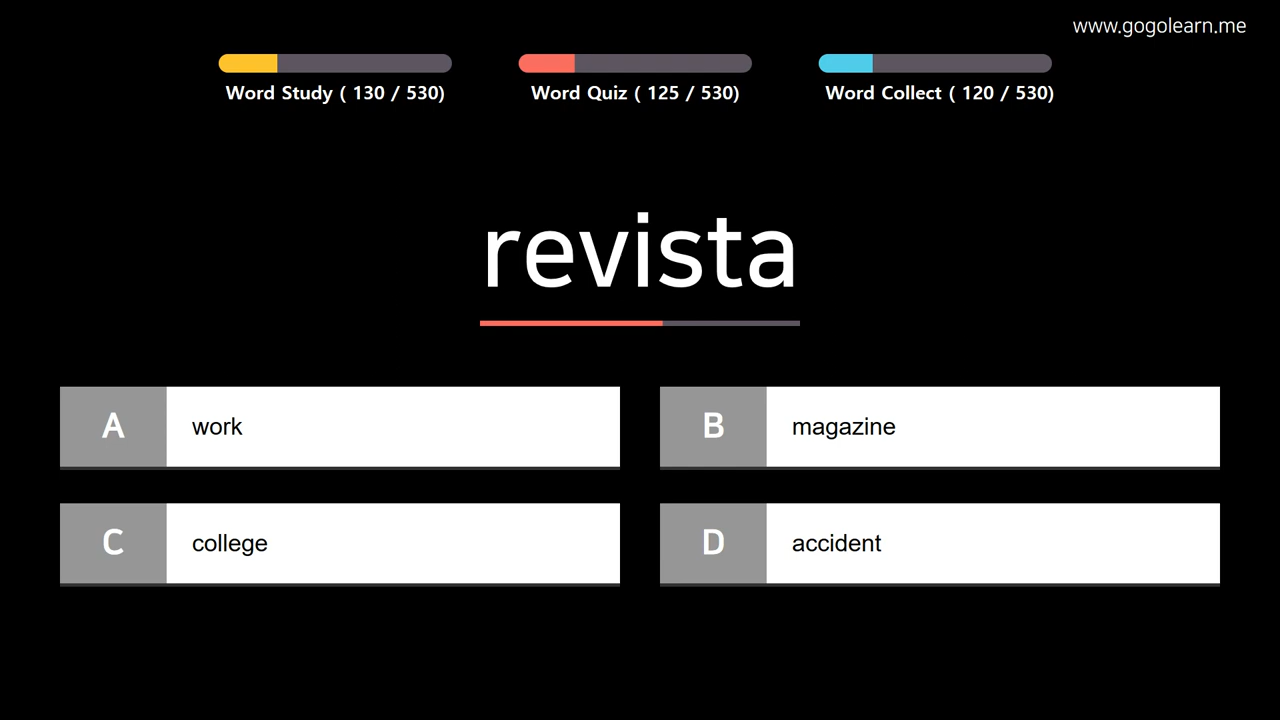 www.gogolearn.me
Word Study ( 130 / 530)
Word Quiz ( 125 / 530)
Word Collect ( 120 / 530)
revista
A work
B magazine
C college
D accident